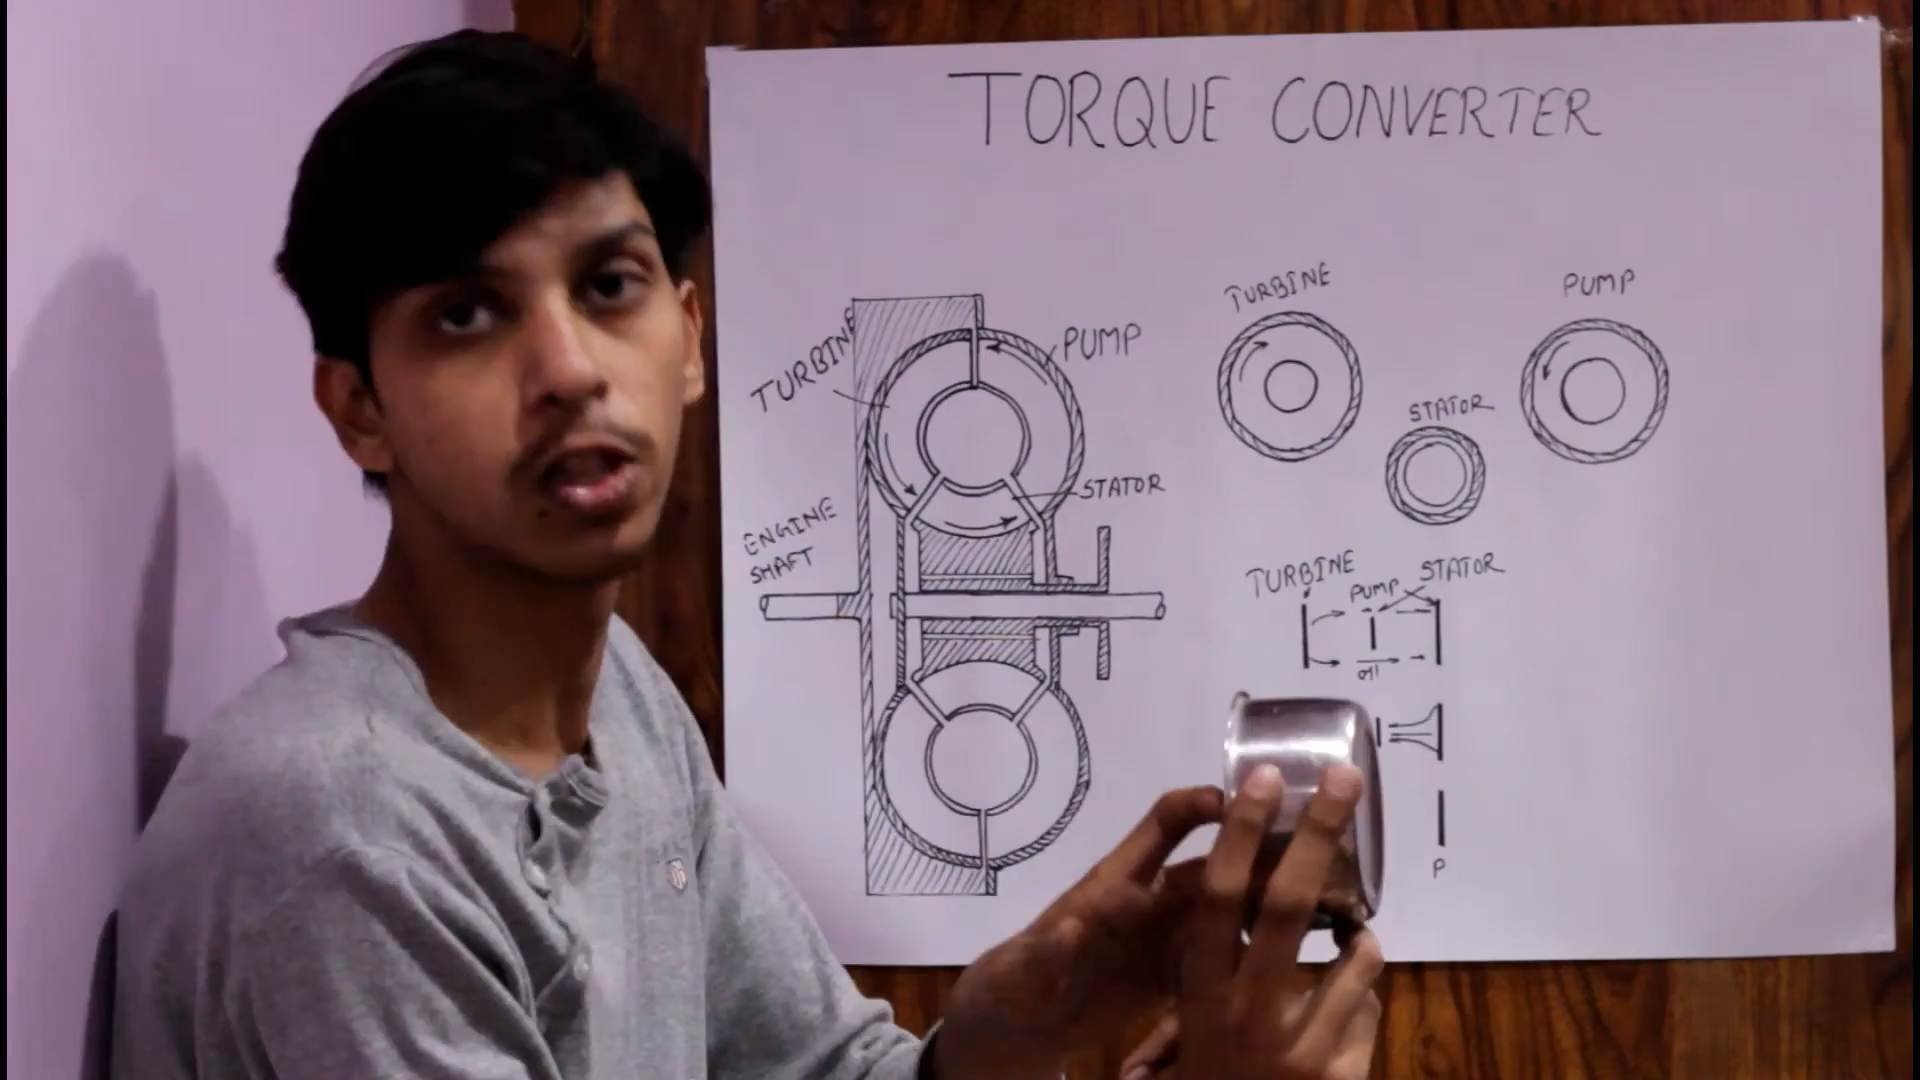 TORQUE CONVERTER
TURBINE
PUMP
STATOR
ENGINE
SHAFT
TURBINE
PUMP
STATOR
TURBINE
PUMP
STATOR
P